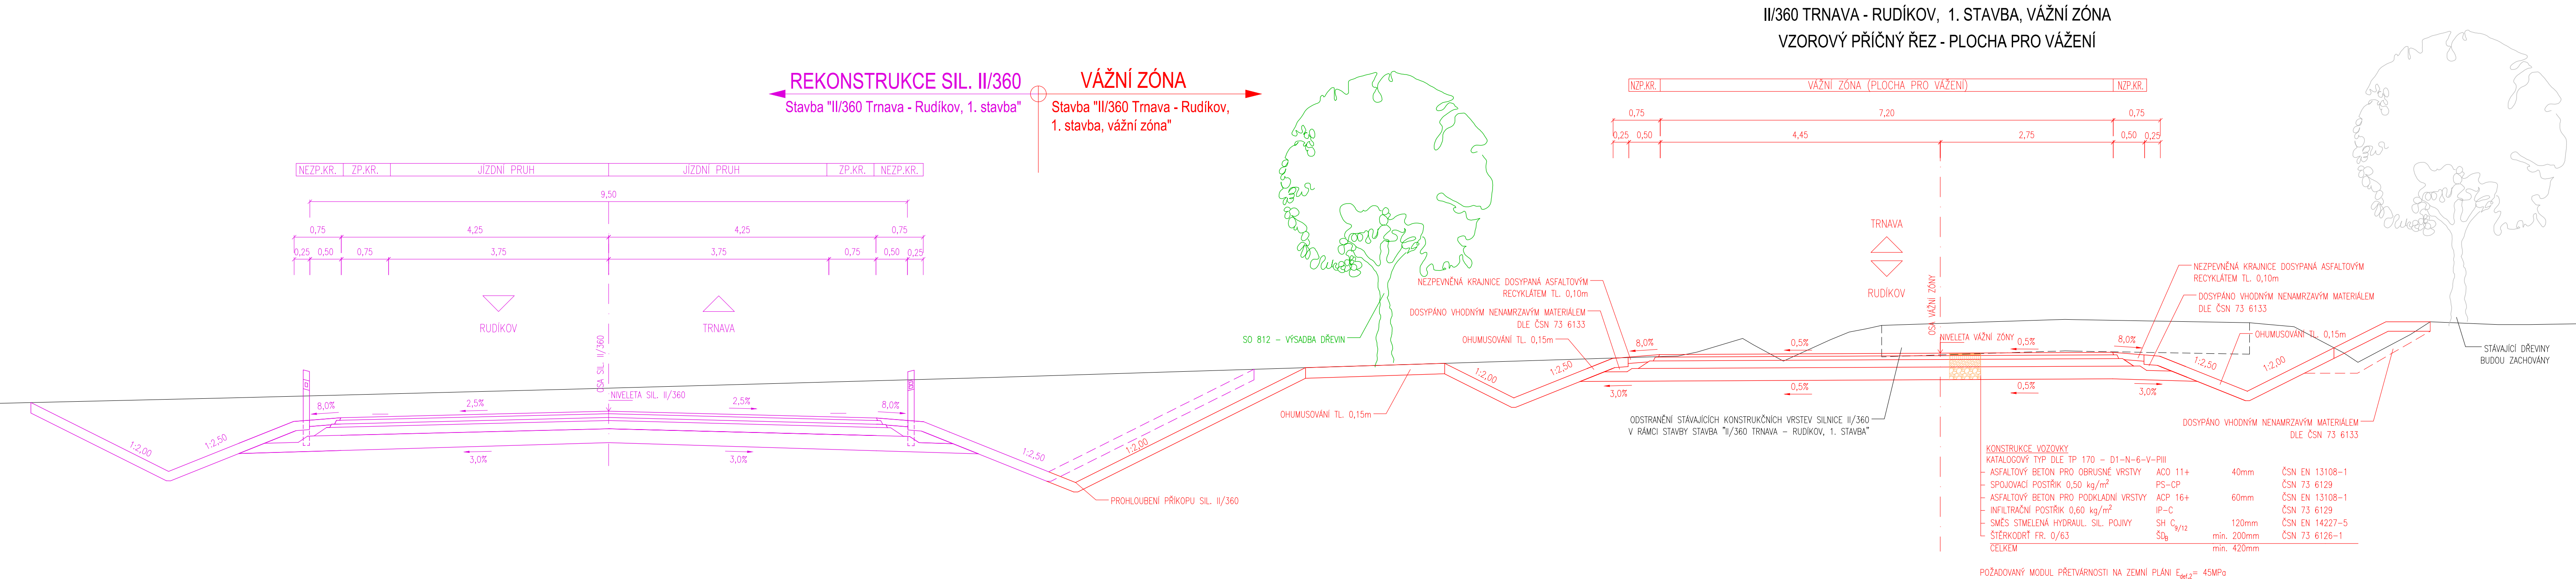 II/360 TRNAVA - RUDÍKOV, 1. STAVBA, VÁŽNÍ ZÓNA
VZOROVÝ PŘÍČNÝ ŘEZ - PLOCHA PRO VÁŽENÍ
REKONSTRUKCE SIL. II/360
Stavba "II/360 Trnava - Rudíkov, 1. stavba"
VÁŽNÍ ZÓNA
Stavba "II/360 Trnava - Rudíkov,
1. stavba, vážní zóna"
NEZP.KR. ZP.KR. JÍZDNÍ PRUH JÍZDNÍ PRUH ZP.KR. NEZP.KR.
9,50
0,75 4,25 4,25 0,75
0,25 0,50 0,75 3,75 3,75 0,75 0,50 0,25
RUDÍKOV
TRNAVA
OSA SIL. II/360
NIVELETA SIL. II/360
8,0% 2,5% 2,5% 8,0%
3,0% 3,0%
1:2,00
1:2,50
1:2,50
1:2,00
PROHLOUBENÍ PŘÍKOPU SIL. II/360
SO 812 - VÝSADBA DŘEVIN
OHUMUSOVÁNÍ TL. 0,15m
NZP.KR. VÁŽNÍ ZÓNA (PLOCHA PRO VÁŽENÍ) NZP.KR.
0,75 7,20 0,75
0,25 0,50 4,45 2,75 0,50 0,25
TRNAVA
RUDÍKOV
OSA VÁŽNÍ ZÓNY
NIVELETA VÁŽNÍ ZÓNY
NEZPEVNĚNÁ KRAJNICE DOSYPANÁ ASFALTOVÝM
RECYKLÁTEM TL. 0,10m
DOSYPÁNO VHODNÝM NENAMRZAVÝM MATERIÁLEM
DLE ČSN 73 6133
OHUMUSOVÁNÍ TL. 0,15m
NEZPEVNĚNÁ KRAJNICE DOSYPANÁ ASFALTOVÝM
RECYKLÁTEM TL. 0,10m
DOSYPÁNO VHODNÝM NENAMRZAVÝM MATERIÁLEM
DLE ČSN 73 6133
OHUMUSOVÁNÍ TL. 0,15m
8,0% 0,5% 0,5% 8,0%
3,0% 0,5% 0,5% 3,0%
1:2,00
1:2,50
1:2,50
1:2,00
STÁVAJÍCÍ DŘEVINY
BUDOU ZACHOVÁNY
ODSTRANĚNÍ STÁVAJÍCÍCH KONSTRUKČNÍCH VRSTEV SILNICE II/360
V RÁMCI STAVBY STAVBA "II/360 TRNAVA - RUDÍKOV, 1. STAVBA"
DOSYPÁNO VHODNÝM NENAMRZAVÝM MATERIÁLEM
DLE ČSN 73 6133
KONSTRUKCE VOZOVKY
KATALOGOVÝ TYP DLE TP 170 - D1-N-6-V-PIII
ASFALTOVÝ BETON PRO OBRUSNÉ VRSTVY ACO 11+ 40mm ČSN EN 13108-1
SPOJOVACÍ POSTŘIK 0,50 kg/m² PS-CP ČSN 73 6129
ASFALTOVÝ BETON PRO PODKLADNÍ VRSTVY ACP 16+ 60mm ČSN EN 13108-1
INFILTRAČNÍ POSTŘIK 0,60 kg/m² IP-C ČSN 73 6129
SMĚS STMELENÁ HYDRAUL. SIL. POJIVY SH C9/12 120mm ČSN EN 14227-5
ŠTĚRKODRŤ FR. 0/63 ŠDB min. 200mm ČSN 73 6126-1
CELKEM min. 420mm
POŽADOVANÝ MODUL PŘETVÁRNOSTI NA ZEMNÍ PLÁNI Edef,2= 45MPa